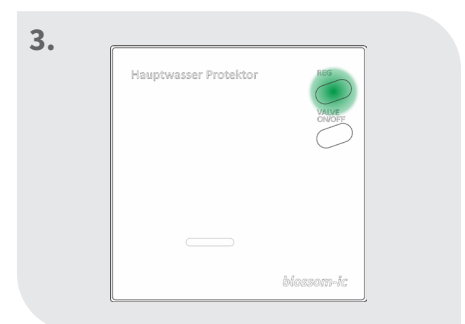 3.
Hauptwasser Protektor
REG
VALVE
ON/OFF
blossom-ic